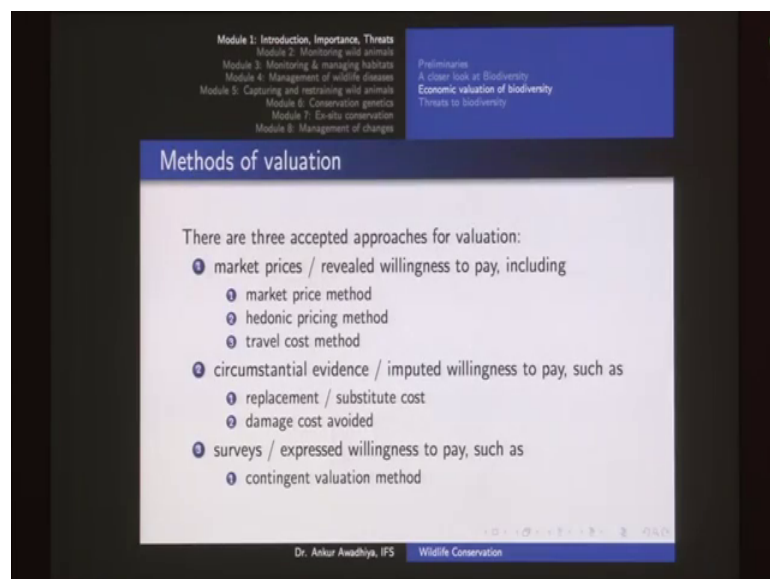 Module 1: Introduction, Importance, Threats
Module 2: Monitoring wild animals
Module 3: Monitoring & managing habitats
Module 4: Management of wildlife diseases
Module 5: Capturing and restraining wild animals
Module 6: Conservation genetics
Module 7: Ex-situ conservation
Module 8: Management of changes
Preliminaries
A closer look at Biodiversity
Economic valuation of biodiversity
Threats to biodiversity
Methods of valuation
There are three accepted approaches for valuation:
1 market prices / revealed willingness to pay, including
1 market price method
2 hedonic pricing method
3 travel cost method
2 circumstantial evidence / imputed willingness to pay, such as
1 replacement / substitute cost
2 damage cost avoided
3 surveys / expressed willingness to pay, such as
1 contingent valuation method
Dr. Ankur Awadhiya, IFS
Wildlife Conservation